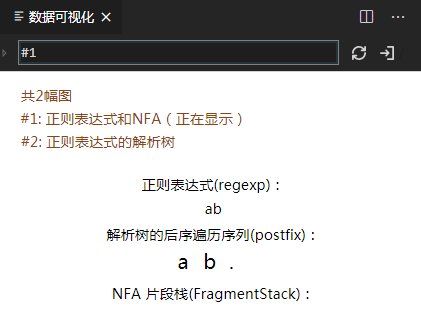 数据可视化
#1
共2幅图
#1: 正则表达式和NFA（正在显示）
#2: 正则表达式的解析树
正则表达式(regexp)：
ab
解析树的后序遍历序列(postfix)：
a b .
NFA 片段栈(FragmentStack)：